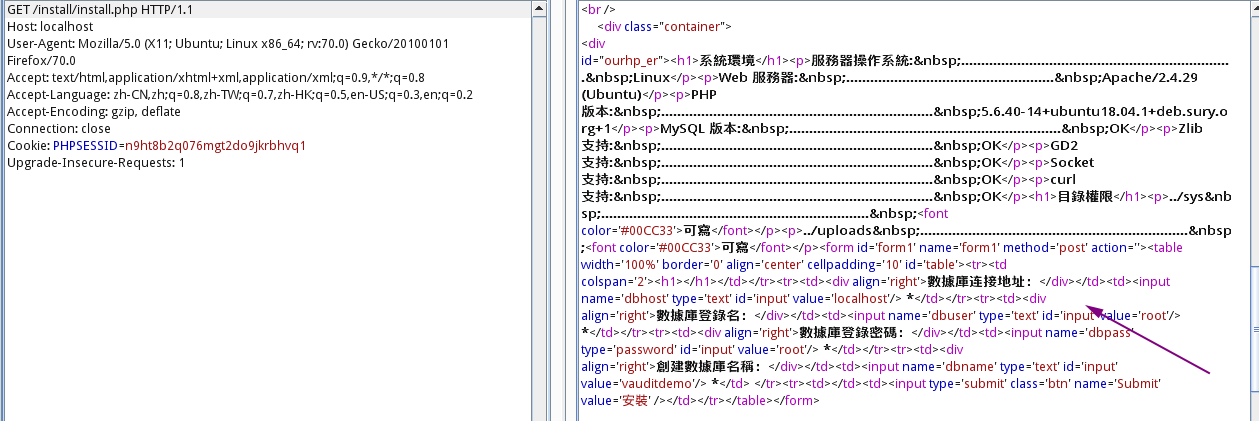 GET /install/install.php HTTP/1.1
Host: localhost
User-Agent: Mozilla/5.0 (X11; Ubuntu; Linux x86_64; rv:70.0) Gecko/20100101
Firefox/70.0
Accept: text/html,application/xhtml+xml,application/xml;q=0.9,*/*;q=0.8
Accept-Language: zh-CN,zh;q=0.8,zh-TW;q=0.7,zh-HK;q=0.5,en-US;q=0.3,en;q=0.2
Accept-Encoding: gzip, deflate
Connection: close
Cookie: PHPSESSID=n9ht8b2q076mgt2do9jkrbhvq1
Upgrade-Insecure-Requests: 1
<br />
<div class="container">
<div
id="ourhp_er"><h1>系統環境</h1><p>服務器操作系統:&nbsp;...................................................................
.&nbsp;Linux</p><p>Web 服務器:&nbsp;....................................................................&nbsp;Apache/2.4.29
(Ubuntu)</p><p>PHP
版本:&nbsp;....................................................................&nbsp;5.6.40-14+ubuntu18.04.1+deb.sury.o
rg+1</p><p>MySQL 版本:&nbsp;....................................................................&nbsp;OK</p><p>Zlib
支持:&nbsp;....................................................................&nbsp;OK</p><p>GD2
支持:&nbsp;....................................................................&nbsp;OK</p><p>Socket
支持:&nbsp;....................................................................&nbsp;OK</p><p>curl
支持:&nbsp;....................................................................&nbsp;OK</p><h1>目錄權限</h1><p>../sys&nb
sp;....................................................................&nbsp;<font
color='#00CC33'>可寫</font></p><p>../uploads&nbsp;....................................................................&nbsp
;<font color='#00CC33'>可寫</font></p><form id='form1' name='form1' method='post' action=''><table
width='100%' border='0' align='center' cellpadding='10' id='table'><tr><td
colspan='2'><h1></h1></td></tr><tr><td><div align='right'>數據庫连接地址：</div></td><td><input
name='dbhost' type='text' id='input' value='localhost'/> *</td></tr><tr><td><div
align='right'>數據庫登錄名：</div></td><td><input name='dbuser' type='text' id='input' value='root'/>
*</td></tr><tr><td><div align='right'>數據庫登錄密碼：</div></td><td><input name='dbpass'
type='password' id='input' value='root'/> *</td></tr><tr><td><div
align='right'>創建數據庫名稱：</div></td><td><input name='dbname' type='text' id='input'
value='vauditdemo'/> *</td> </tr><tr><td></td><td><input type='submit' class='btn' name='Submit'
value='安裝' /></td></tr></table></form>